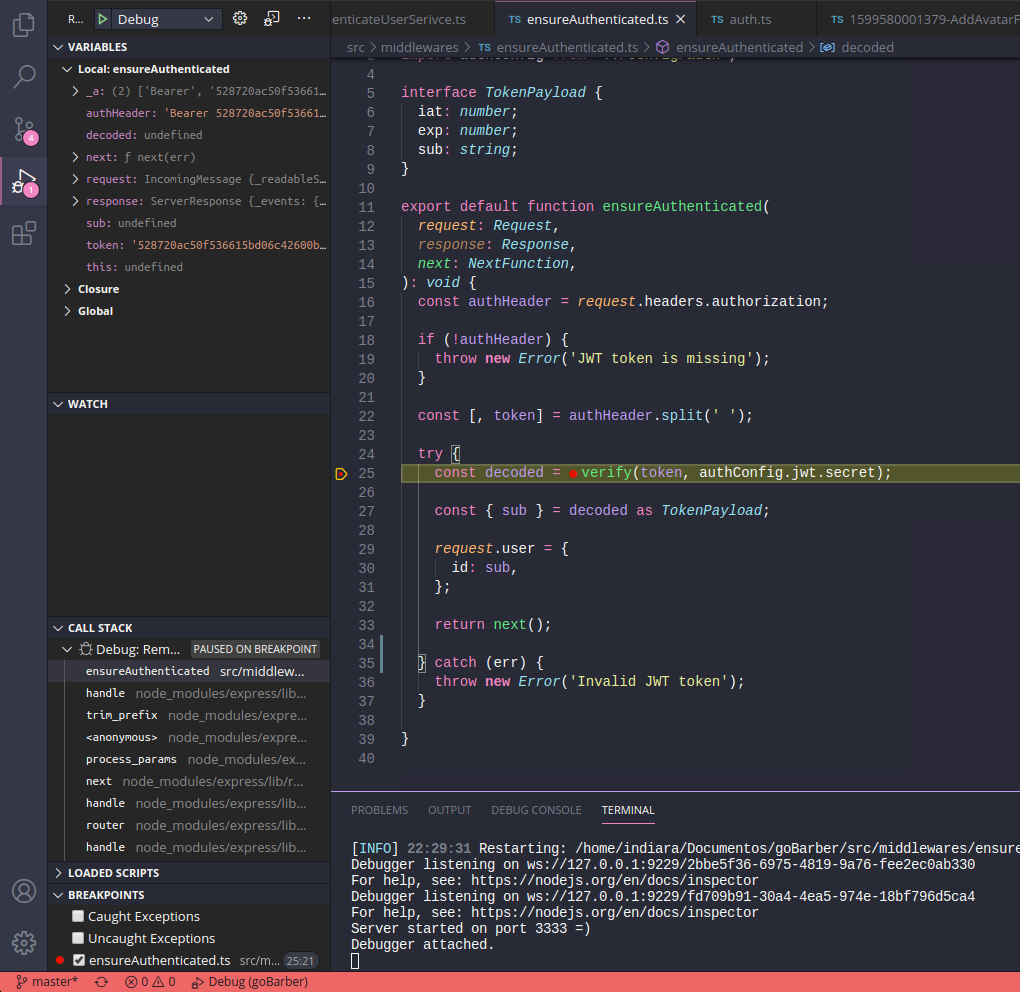 R...
Debug
VARIABLES
Local: ensureAuthenticated
_a: (2) ['Bearer', '528720ac50f53661...
authHeader: 'Bearer 528720ac50f53661...
decoded: undefined
next: ƒ next(err)
request: IncomingMessage {_readableS...
response: ServerResponse {_events: {...
sub: undefined
token: '528720ac50f536615bd06c42600b...
this: undefined
Closure
Global
WATCH
CALL STACK
Debug: Rem... PAUSED ON BREAKPOINT
ensureAuthenticated src/middlew...
handle node_modules/express/lib...
trim_prefix node_modules/expre...
<anonymous> node_modules/expre...
process_params node_modules/ex...
next node_modules/express/lib/r...
handle node_modules/express/lib...
router node_modules/express/lib...
handle node_modules/express/lib...
LOADED SCRIPTS
BREAKPOINTS
Caught Exceptions
Uncaught Exceptions
ensureAuthenticated.ts src/m... 25:21
4
1
enticateUserSerivce.ts
TS ensureAuthenticated.ts
TS auth.ts
TS 1599580001379-AddAvatarF
src > middlewares > TS ensureAuthenticated.ts > ensureAuthenticated > decoded
4
5 interface TokenPayload {
6 iat: number;
7 exp: number;
8 sub: string;
9 }
10
11 export default function ensureAuthenticated(
12 request: Request,
13 response: Response,
14 next: NextFunction,
15 ): void {
16 const authHeader = request.headers.authorization;
17
18 if (!authHeader) {
19 throw new Error('JWT token is missing');
20 }
21
22 const [, token] = authHeader.split(' ');
23
24 try {
25 const decoded = verify(token, authConfig.jwt.secret);
26
27 const { sub } = decoded as TokenPayload;
28
29 request.user = {
30 id: sub,
31 };
32
33 return next();
34
35 } catch (err) {
36 throw new Error('Invalid JWT token');
37 }
38
39 }
40
PROBLEMS OUTPUT DEBUG CONSOLE TERMINAL
[INFO] 22:29:31 Restarting: /home/indiara/Documentos/goBarber/src/middlewares/ensure
Debugger listening on ws://127.0.0.1:9229/2bbe5f36-6975-4819-9a76-fee2ec0ab330
For help, see: https://nodejs.org/en/docs/inspector
Debugger listening on ws://127.0.0.1:9229/fd709b91-30a4-4ea5-974e-18bf796d5ca4
For help, see: https://nodejs.org/en/docs/inspector
Server started on port 3333 =)
Debugger attached.
master* 0 0 Debug (goBarber)